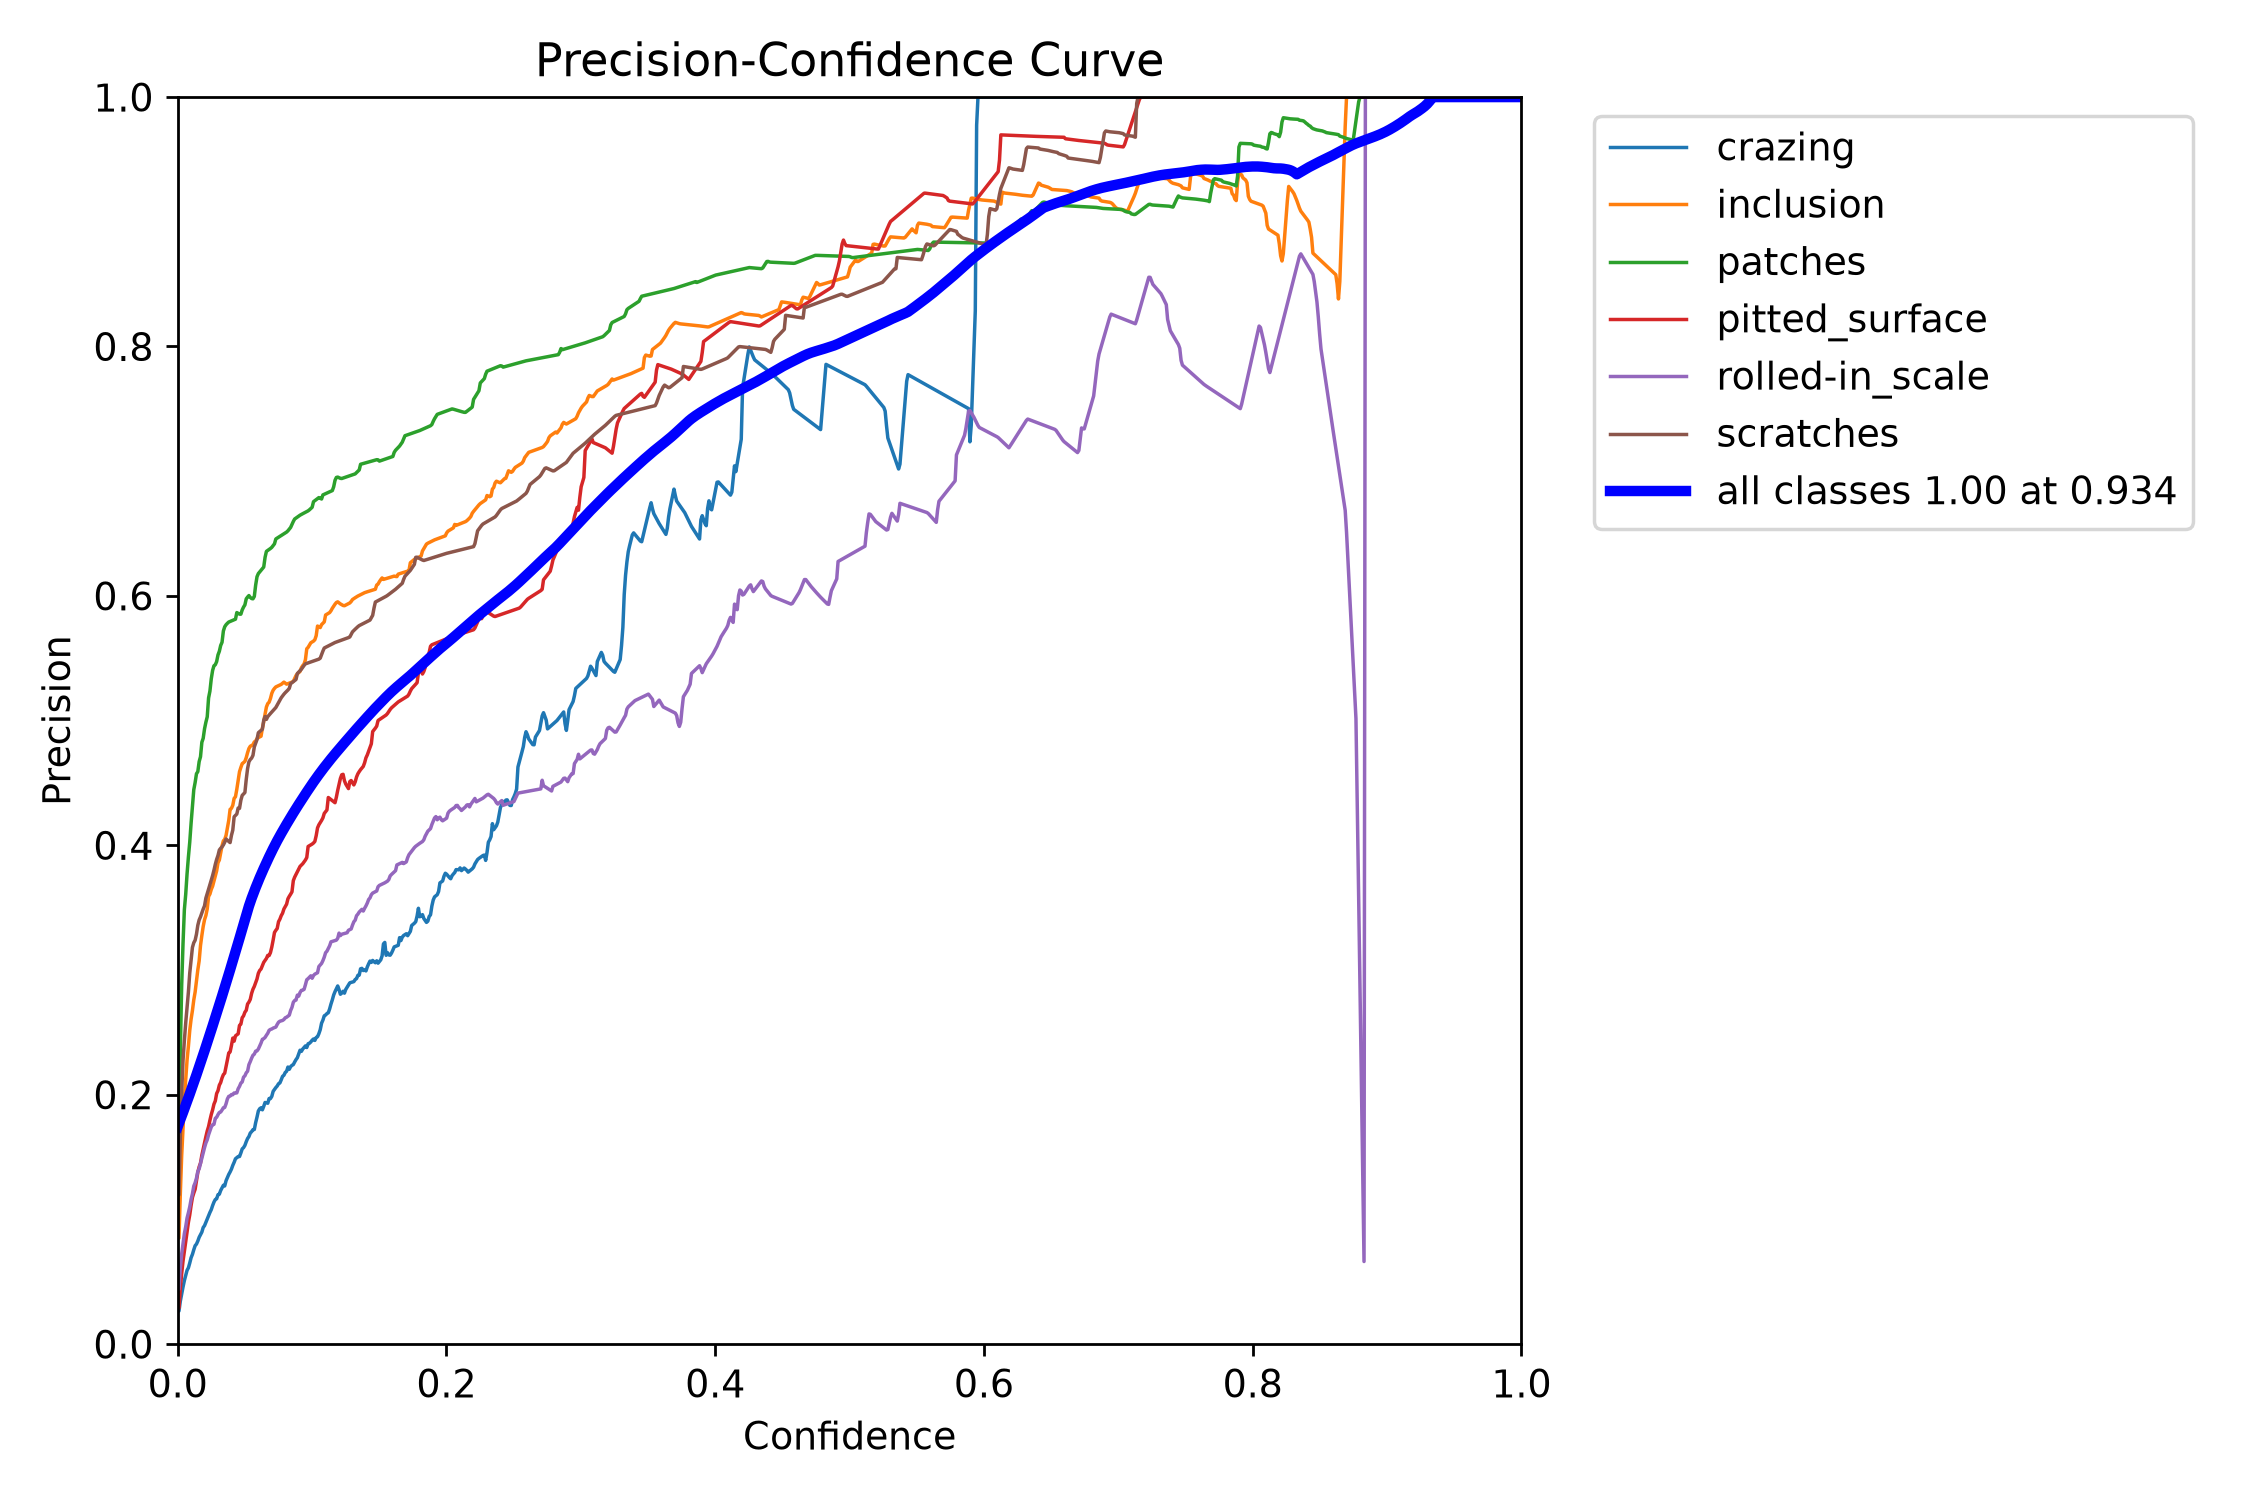 Precision-Confidence Curve
1.0
0.8
0.6
0.4
0.2
0.0
Precision
0.0 0.2 0.4 0.6 0.8 1.0
Confidence
crazing
inclusion
patches
pitted_surface
rolled-in_scale
scratches
all classes 1.00 at 0.934